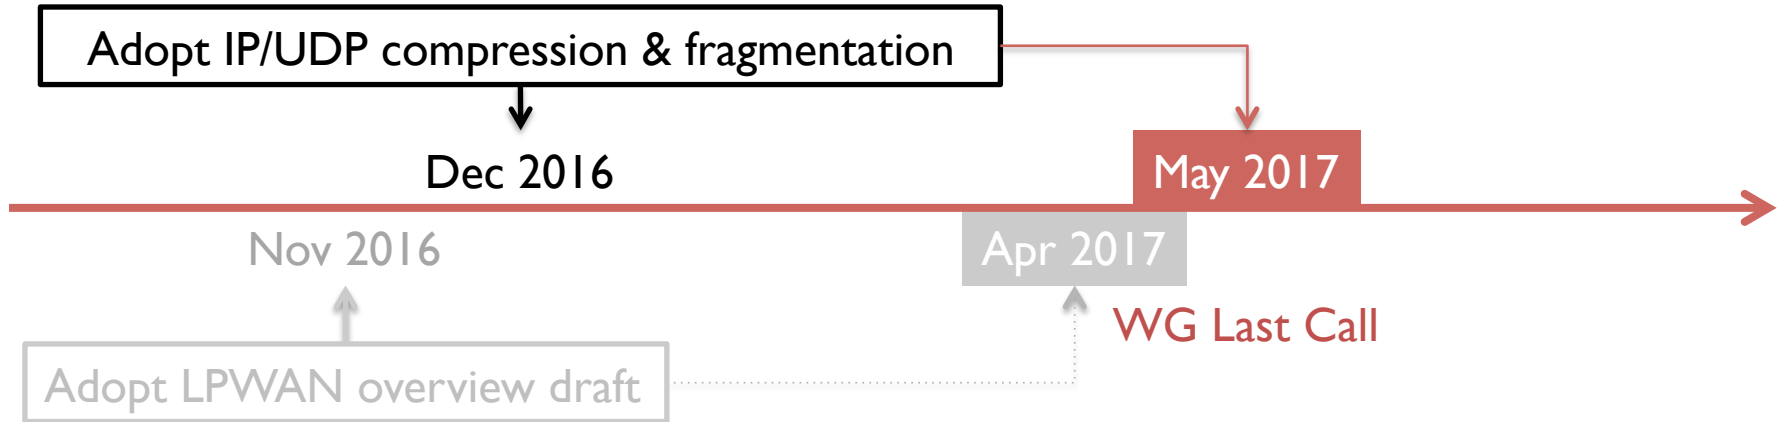 Adopt IP/UDP compression & fragmentation
Dec 2016
May 2017
Nov 2016
Apr 2017
WG Last Call
Adopt LPWAN overview draft